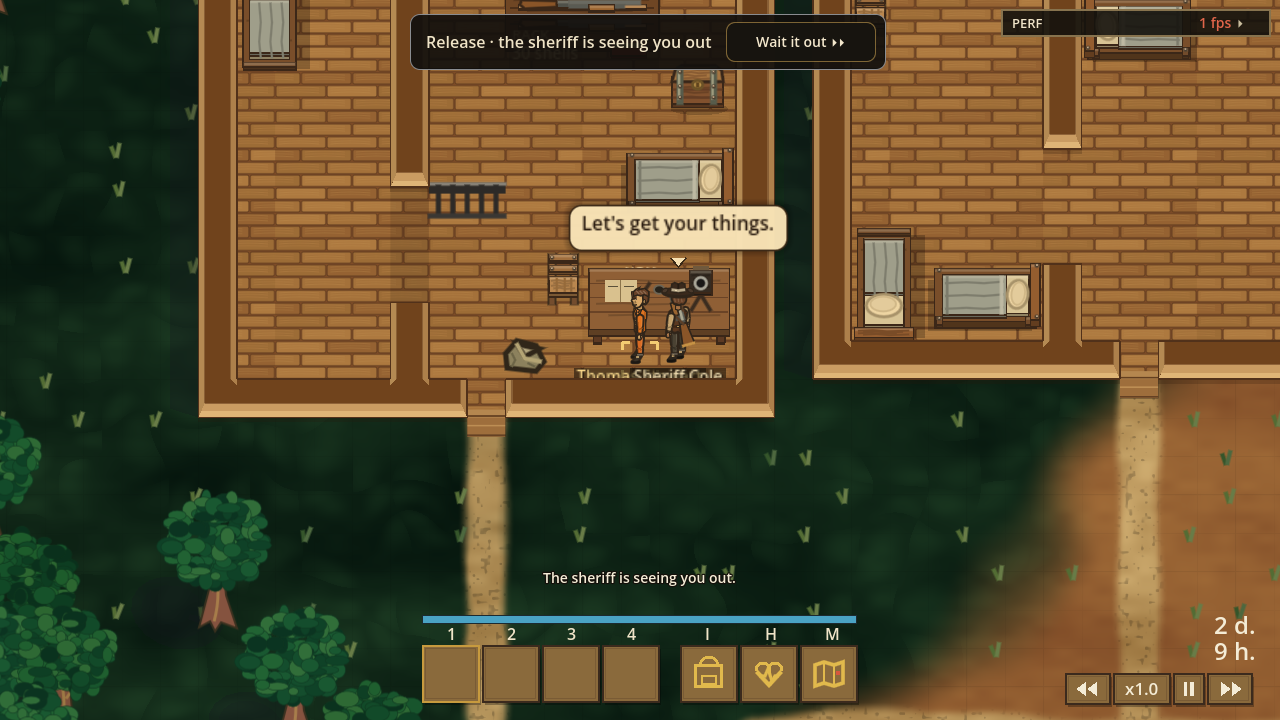 Release · the sheriff is seeing you out
Wait it out
PERF
1 fps
Let's get your things.
Sheriff Cole
The sheriff is seeing you out.
1 2 3 4 I H M
2 d.
9 h.
x1.0